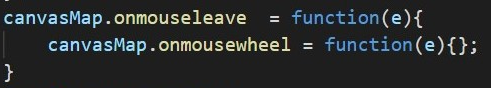 canvasMap.onmouseleave  = function(e){
    canvasMap.onmousewheel = function(e){};
}